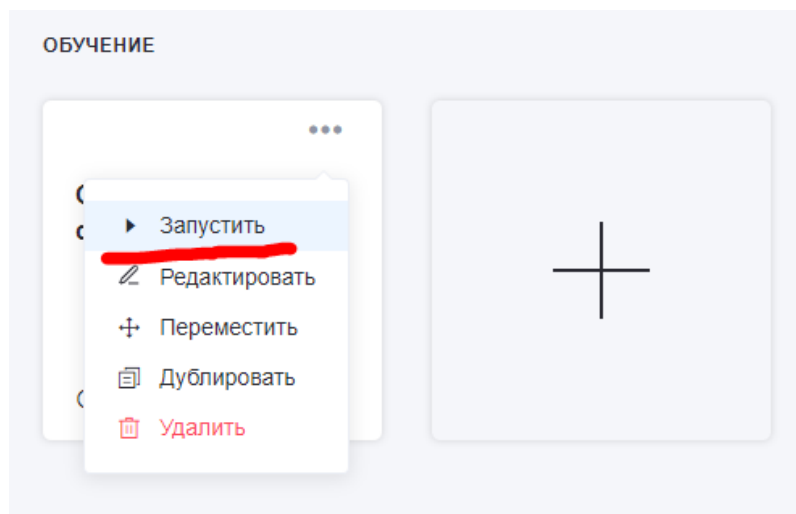 ОБУЧЕНИЕ
Запустить
Редактировать
Переместить
Дублировать
Удалить